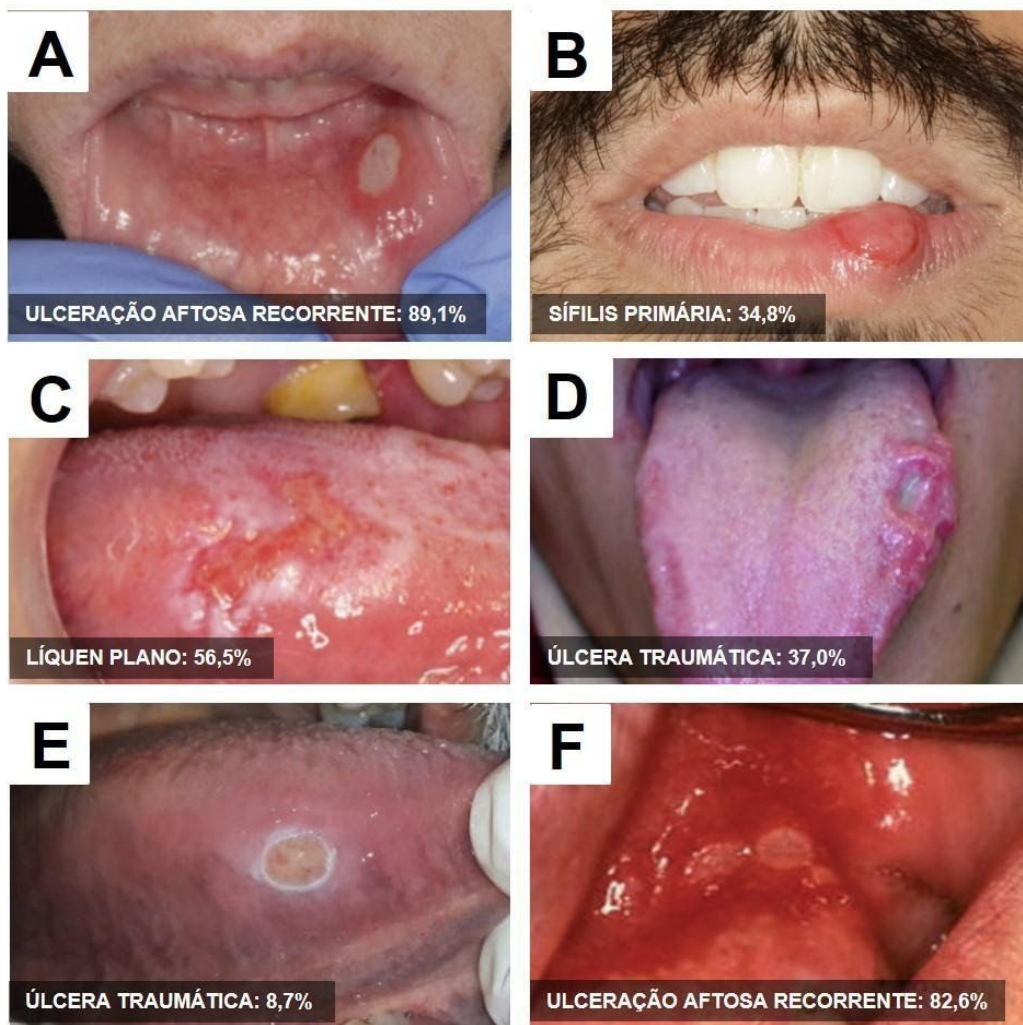 A
ULCERAÇÃO AFTOSA RECORRENTE: 89,1%
B
SÍFILIS PRIMÁRIA: 34,8%
C
LÍQUEN PLANO: 56,5%
D
ÚLCERA TRAUMÁTICA: 37,0%
E
ÚLCERA TRAUMÁTICA: 8,7%
F
ULCERAÇÃO AFTOSA RECORRENTE: 82,6%